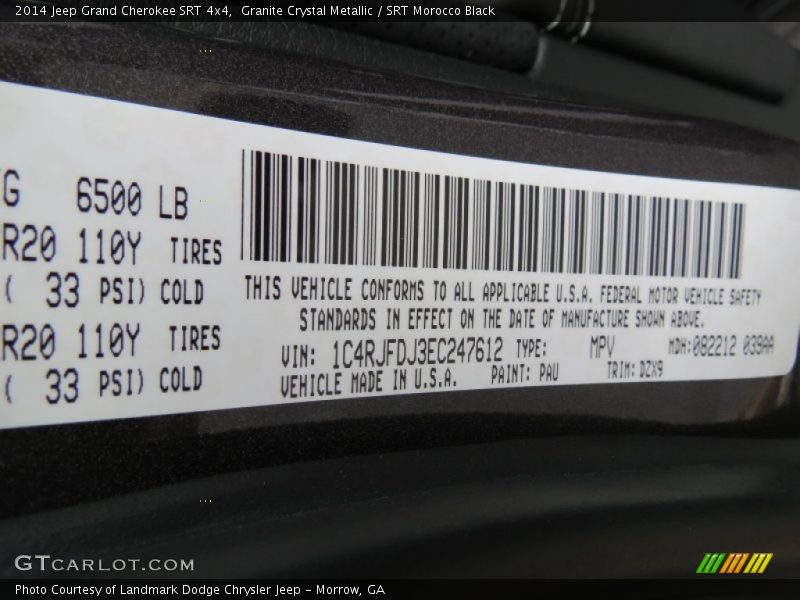 2014 Jeep Grand Cherokee SRT 4x4,  Granite Crystal Metallic / SRT Morocco Black
G 6500 LB
R20 110Y TIRES
( 33 PSI) COLD
R20 110Y TIRES
( 33 PSI) COLD
THIS VEHICLE CONFORMS TO ALL APPLICABLE U.S.A. FEDERAL MOTOR VEHICLE SAFETY
STANDARDS IN EFFECT ON THE DATE OF MANUFACTURE SHOWN ABOVE.
VIN: 1C4RJFDJ3EC247612 TYPE: MPV MDH:082212 039AA
VEHICLE MADE IN U.S.A. PAINT: PAU TRIM: DZX9
GTCARLOT.COM
Photo Courtesy of Landmark Dodge Chrysler Jeep - Morrow, GA